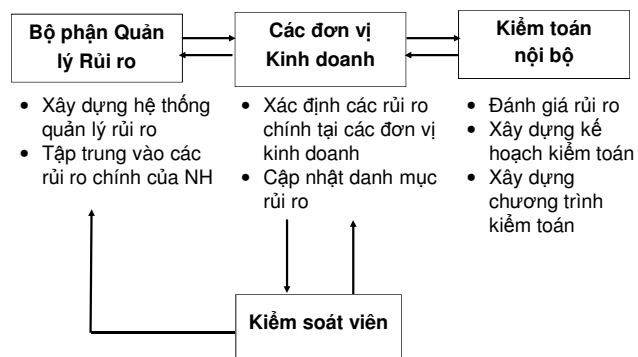 Bộ phận Quản
lý Rủi ro
Các đơn vị
Kinh doanh
Kiểm toán
nội bộ
• Xây dựng hệ thống
quản lý rủi ro
• Tập trung vào các
rủi ro chính của NH
• Xác định các rủi ro
chính tại các đơn vị
kinh doanh
• Cập nhật danh mục
rủi ro
• Đánh giá rủi ro
• Xây dựng kế
hoạch kiểm toán
• Xây dựng
chương trình
kiểm toán
Kiểm soát viên